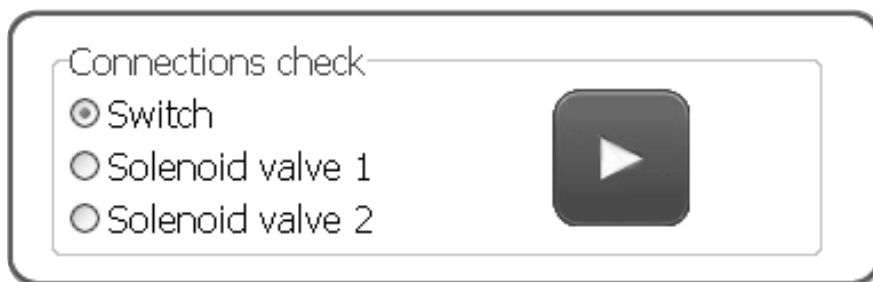 Connections check
Switch
Solenoid valve 1
Solenoid valve 2